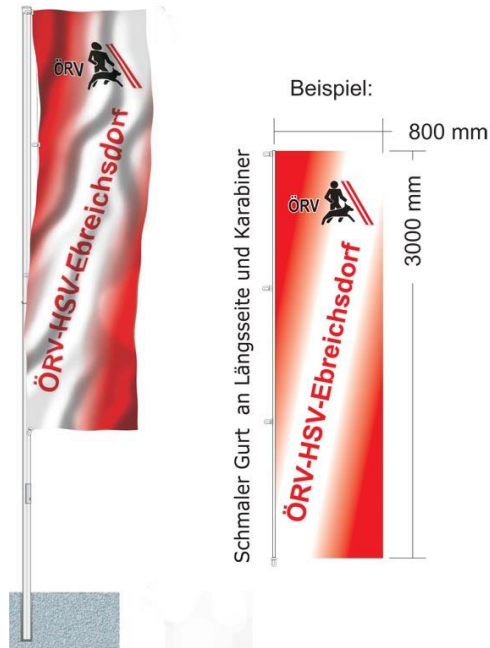 ÖRV
ÖRV-HSV-Ebreichsdorf
Beispiel:
800 mm
3000 mm
Schmaler Gurt an Längsseite und Karabiner
ÖRV
ÖRV-HSV-Ebreichsdorf